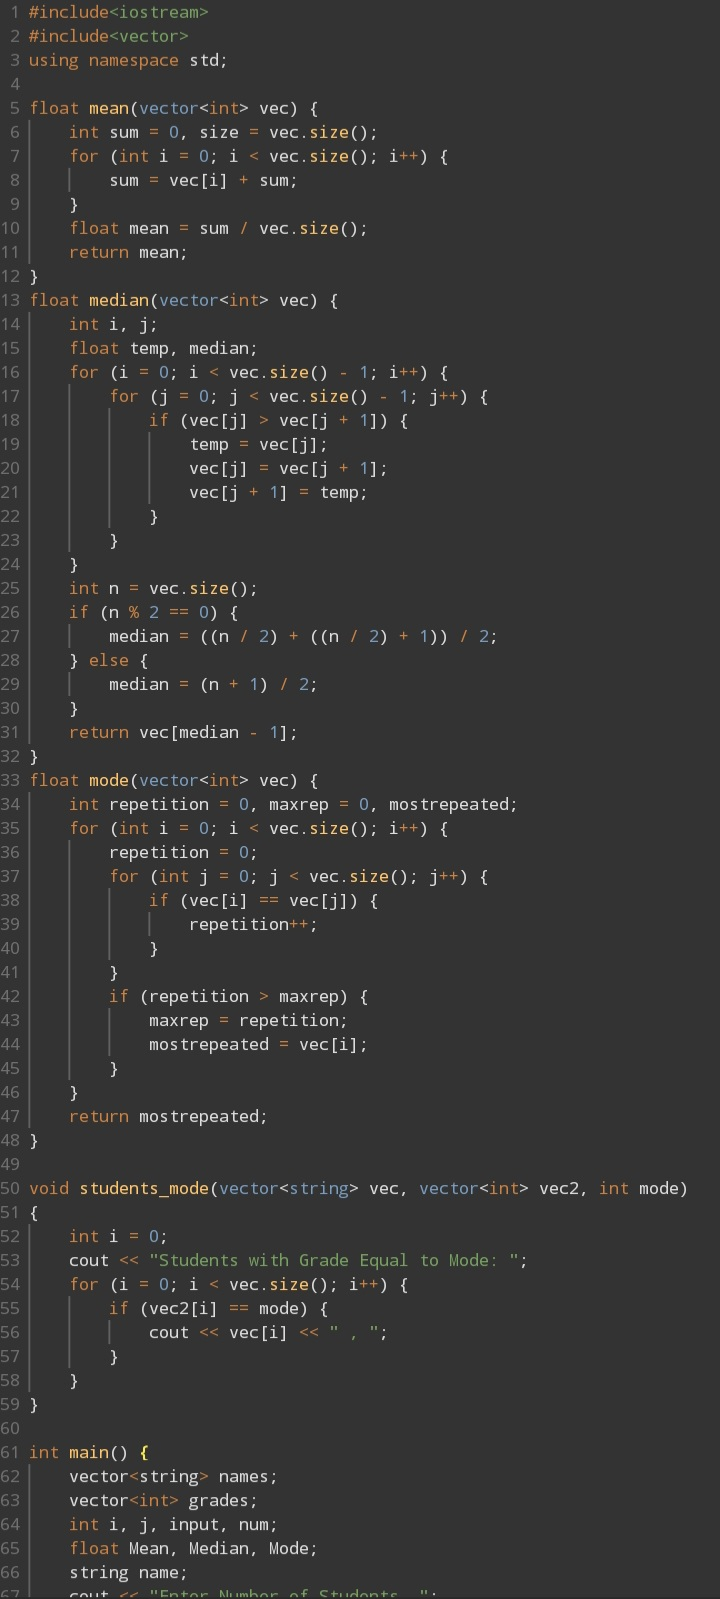 1 #include<iostream>
2 #include<vector>
3 using namespace std;
4
5 float mean(vector<int> vec) {
6     int sum = 0, size = vec.size();
7     for (int i = 0; i < vec.size(); i++) {
8         sum = vec[i] + sum;
9     }
10     float mean = sum / vec.size();
11     return mean;
12 }
13 float median(vector<int> vec) {
14     int i, j;
15     float temp, median;
16     for (i = 0; i < vec.size() - 1; i++) {
17         for (j = 0; j < vec.size() - 1; j++) {
18             if (vec[j] > vec[j + 1]) {
19                 temp = vec[j];
20                 vec[j] = vec[j + 1];
21                 vec[j + 1] = temp;
22             }
23         }
24     }
25     int n = vec.size();
26     if (n % 2 == 0) {
27         median = ((n / 2) + ((n / 2) + 1)) / 2;
28     } else {
29         median = (n + 1) / 2;
30     }
31     return vec[median - 1];
32 }
33 float mode(vector<int> vec) {
34     int repetition = 0, maxrep = 0, mostrepeated;
35     for (int i = 0; i < vec.size(); i++) {
36         repetition = 0;
37         for (int j = 0; j < vec.size(); j++) {
38             if (vec[i] == vec[j]) {
39                 repetition++;
40             }
41         }
42         if (repetition > maxrep) {
43             maxrep = repetition;
44             mostrepeated = vec[i];
45         }
46     }
47     return mostrepeated;
48 }
49
50 void students_mode(vector<string> vec, vector<int> vec2, int mode)
51 {
52     int i = 0;
53     cout << "Students with Grade Equal to Mode: ";
54     for (i = 0; i < vec.size(); i++) {
55         if (vec2[i] == mode) {
56             cout << vec[i] << " , ";
57         }
58     }
59 }
60
61 int main() {
62     vector<string> names;
63     vector<int> grades;
64     int i, j, input, num;
65     float Mean, Median, Mode;
66     string name;
67     cout << "Enter Number of Students